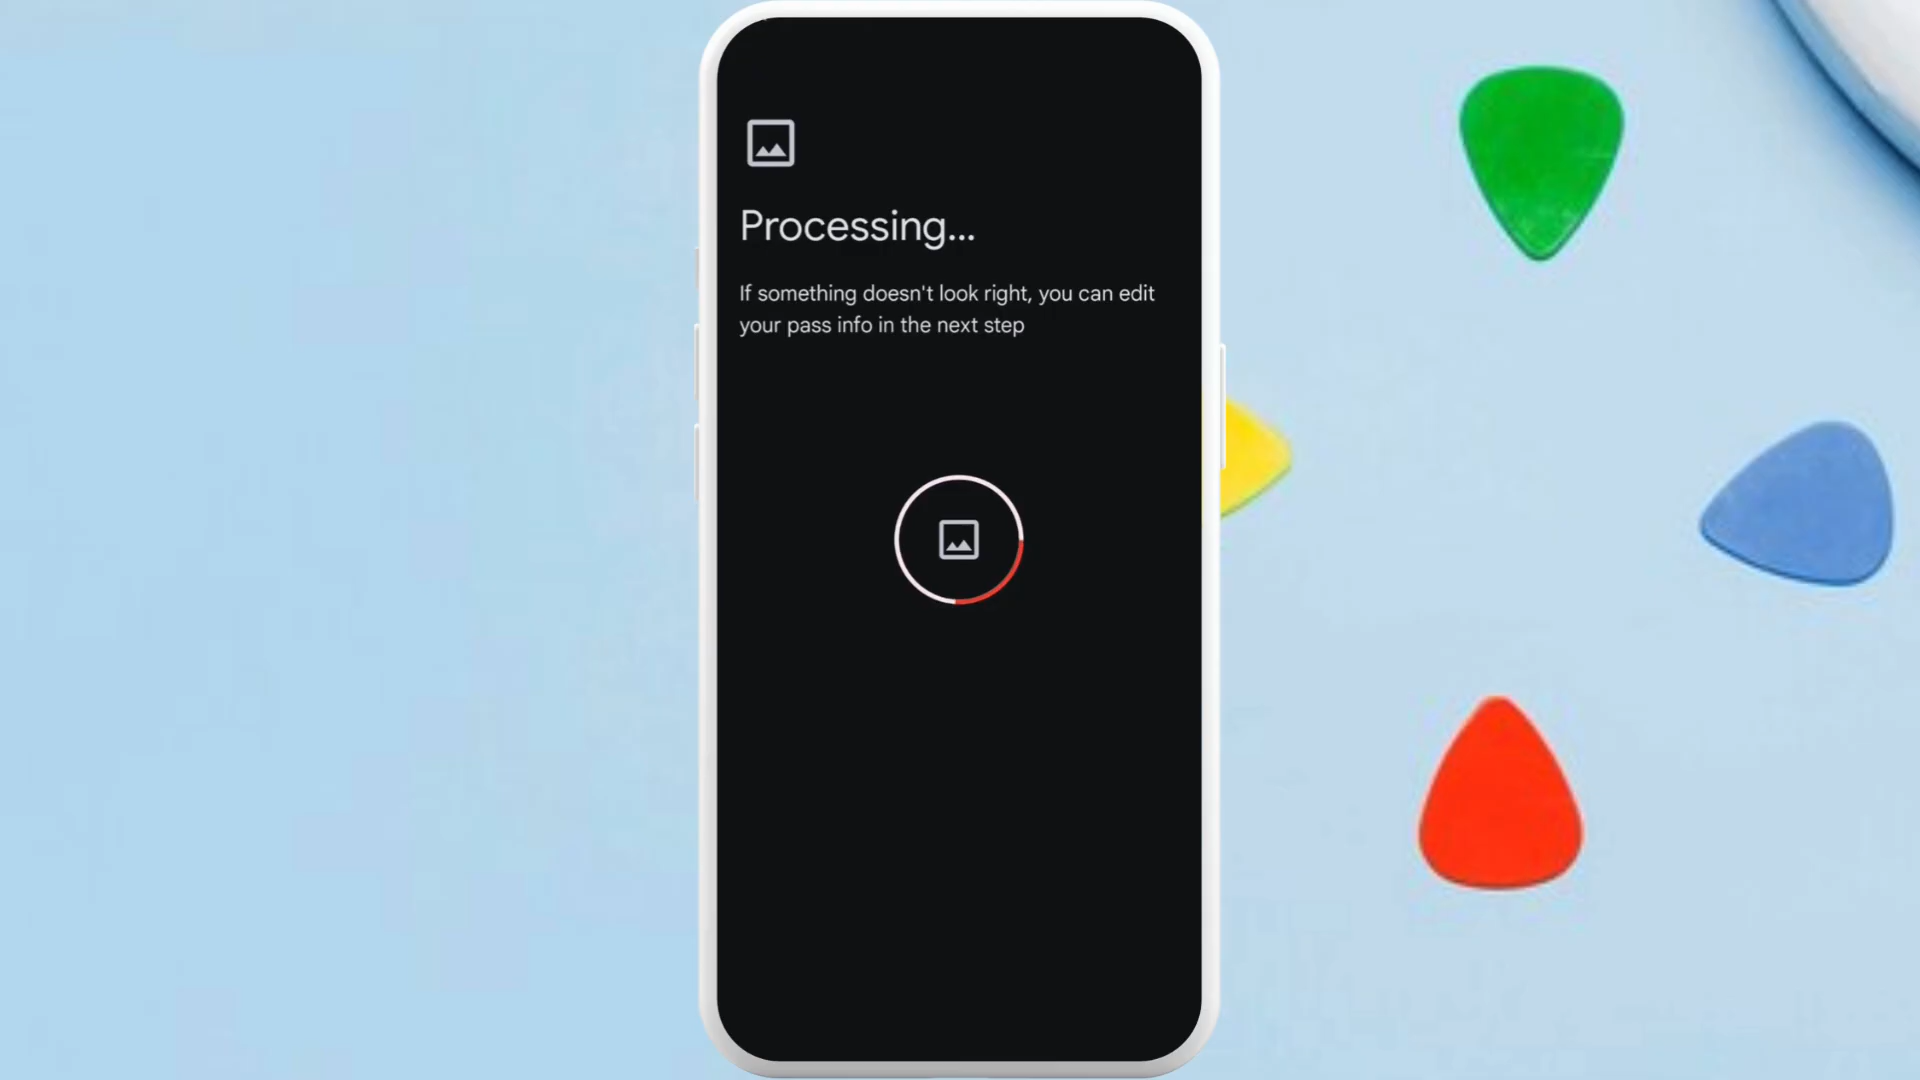 Processing...
If something doesn't look right, you can edit
your pass info in the next step